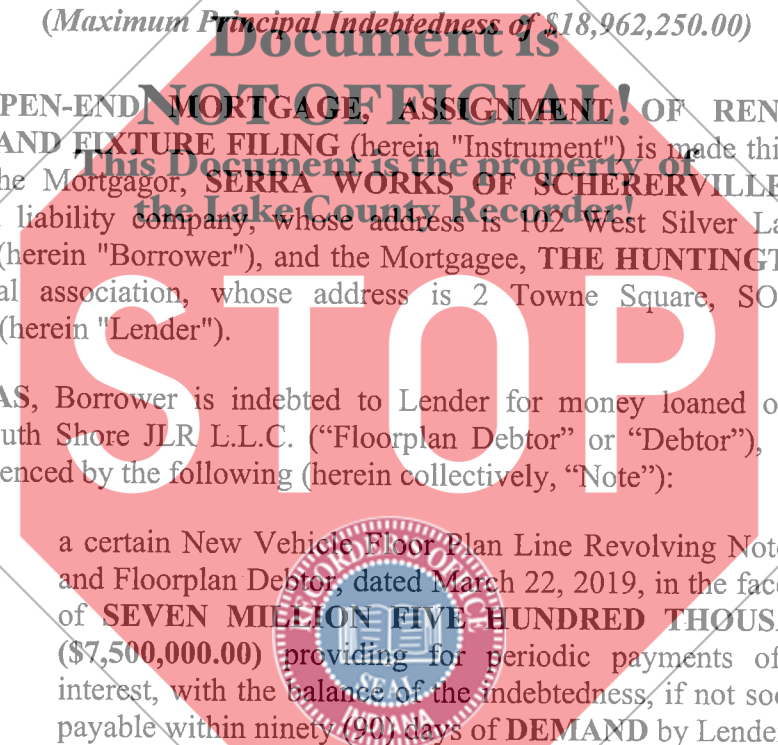 (Maximum Principal Indebtedness of $18,962,250.00)
Document is
NOT OFFICIAL!
PEN-END MORTGAGE, ASSIGNMENT OF REN
AND FIXTURE FILING (herein "Instrument") is made thi
This Document is the property of
he Mortgagor, SERRA WORKS OF SCHERERVILLE
the Lake County Recorder!
liability company, whose address is 102 West Silver La
(herein "Borrower"), and the Mortgagee, THE HUNTINGT
al association, whose address is 2 Towne Square, SO
(herein "Lender").
STOP
AS, Borrower is indebted to Lender for money loaned o
uth Shore JLR L.L.C. (“Floorplan Debtor” or “Debtor”),
enced by the following (herein collectively, “Note”):
a certain New Vehicle Floor Plan Line Revolving Note
and Floorplan Debtor, dated March 22, 2019, in the face
of SEVEN MILLION FIVE HUNDRED THOUSA
($7,500,000.00) providing for periodic payments of
interest, with the balance of the indebtedness, if not soo
payable within ninety (90) days of DEMAND by Lende
RECORDER'S OFFICE
SEAL
INDIANA